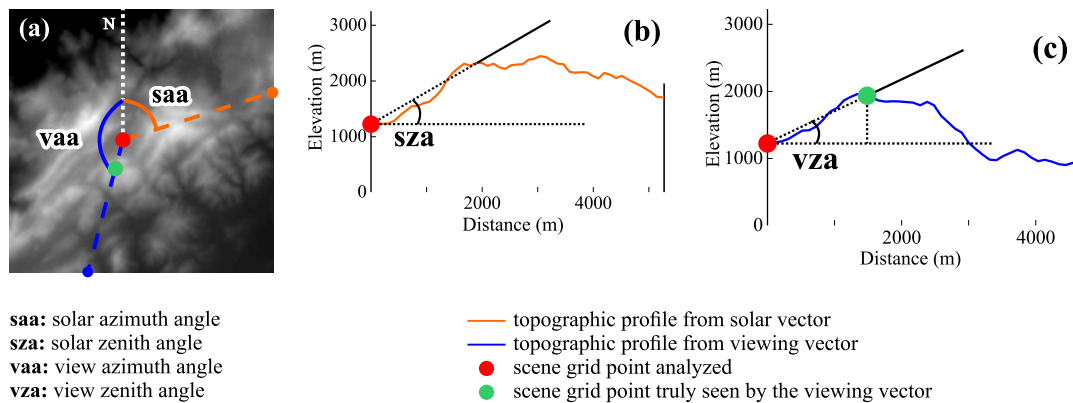 (a)
N
saa
vaa
(b)
3000
2000
1000
0
Elevation (m)
sza
2000
4000
Distance (m)
(c)
3000
2000
1000
0
Elevation (m)
vza
2000
4000
Distance (m)
saa: solar azimuth angle
sza: solar zenith angle
vaa: view azimuth angle
vza: view zenith angle
topographic profile from solar vector
topographic profile from viewing vector
scene grid point analyzed
scene grid point truly seen by the viewing vector